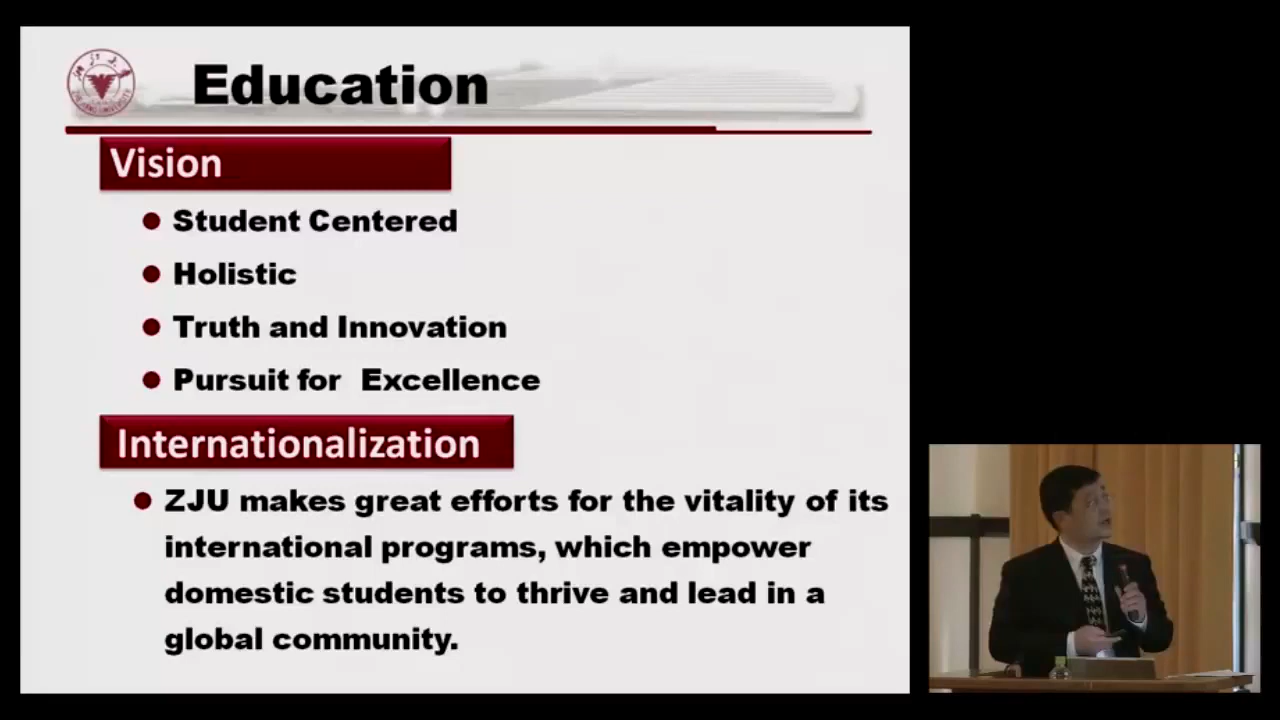 Education
Vision
Student Centered
Holistic
Truth and Innovation
Pursuit for Excellence
Internationalization
ZJU makes great efforts for the vitality of its
international programs, which empower
domestic students to thrive and lead in a
global community.